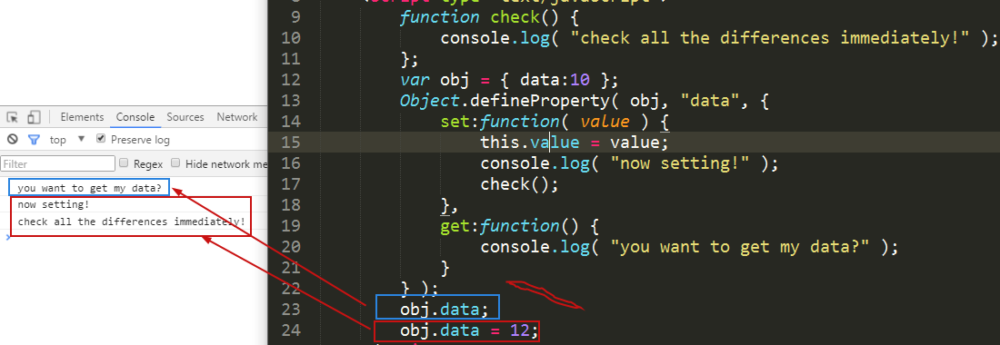 Elements Console Sources Network
top Preserve log
Filter Regex Hide network me
you want to get my data?
now setting!
check all the differences immediately!
9 function check() {
10 console.log( "check all the differences immediately!" );
11 };
12 var obj = { data:10 };
13 Object.defineProperty( obj, "data", {
14 set:function( value ) {
15 this.value = value;
16 console.log( "now setting!" );
17 check();
18 },
19 get:function() {
20 console.log( "you want to get my data?" );
21 }
22 } );
23 obj.data;
24 obj.data = 12;